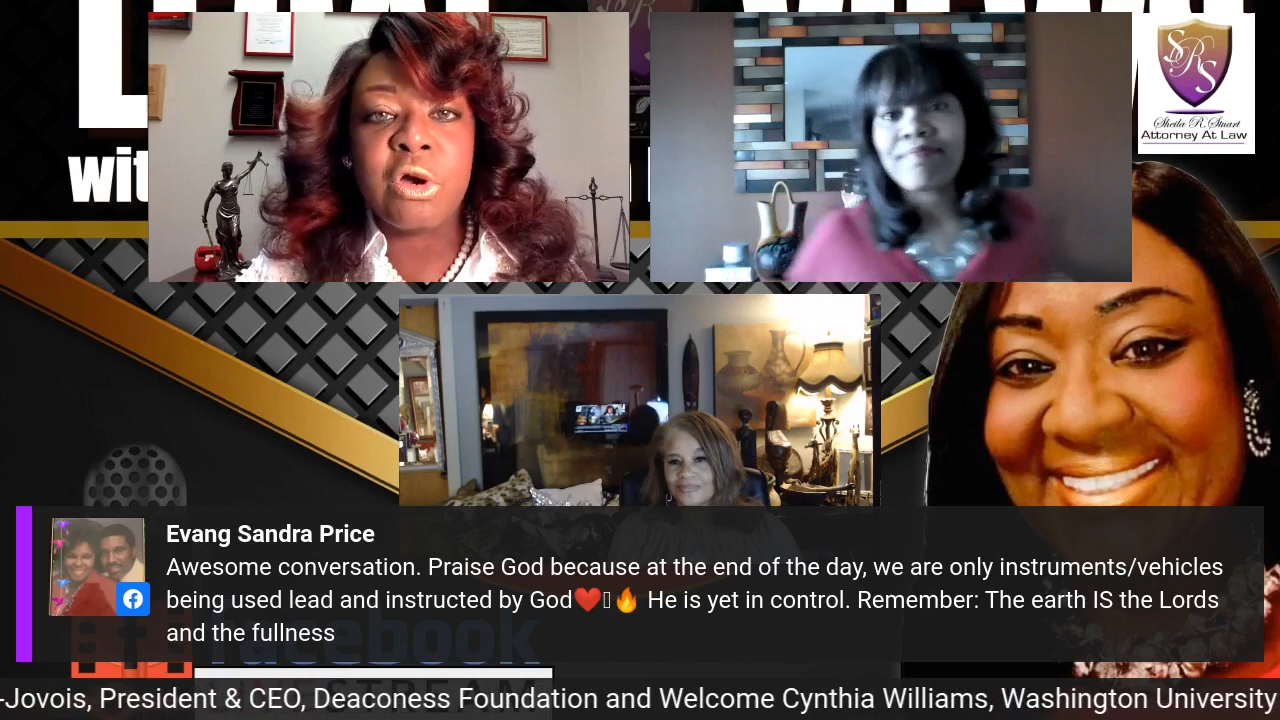 wit
SRS
Sheila R. Stuart
Attorney At Law
Evang Sandra Price
Awesome conversation. Praise God because at the end of the day, we are only instruments/vehicles
being used lead and instructed by God❤️▯🔥 He is yet in control. Remember: The earth IS the Lords
and the fullness
facebook
STREAM
-Jovois, President & CEO, Deaconess Foundation and Welcome Cynthia Williams, Washington University